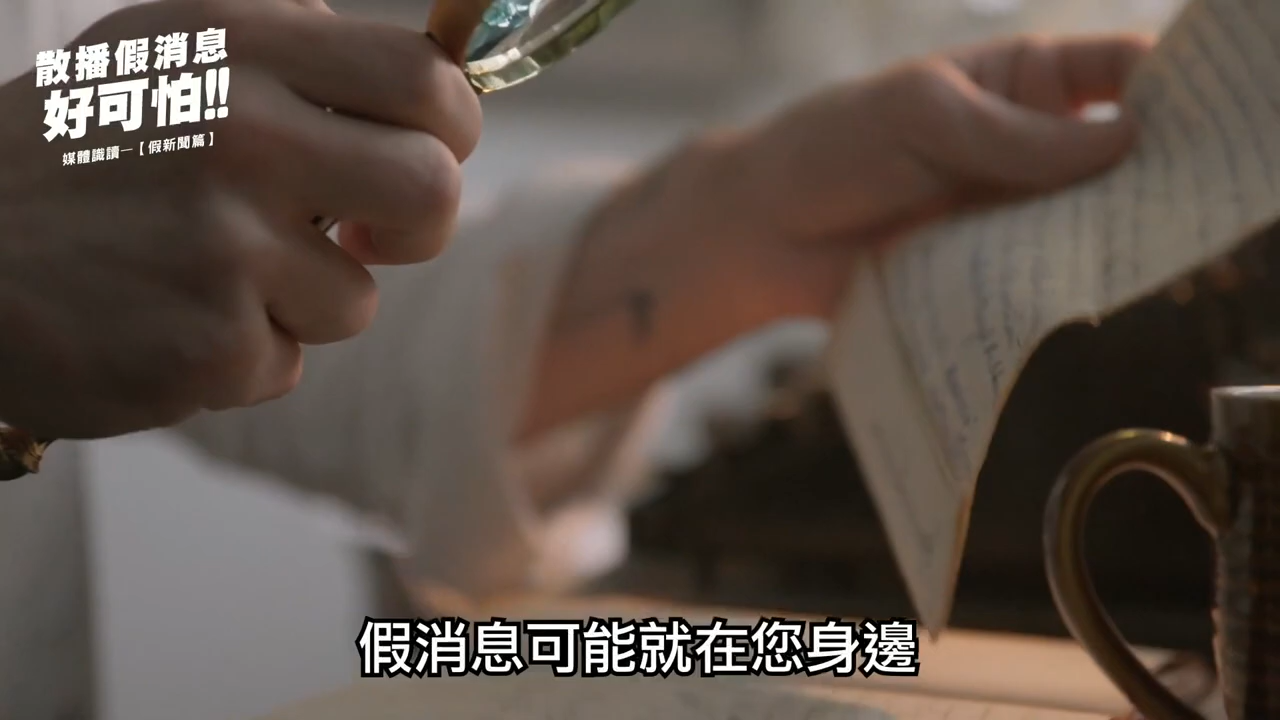 散播假消息
好可怕!!
媒體識讀—【假新聞篇】
假消息可能就在您身邊